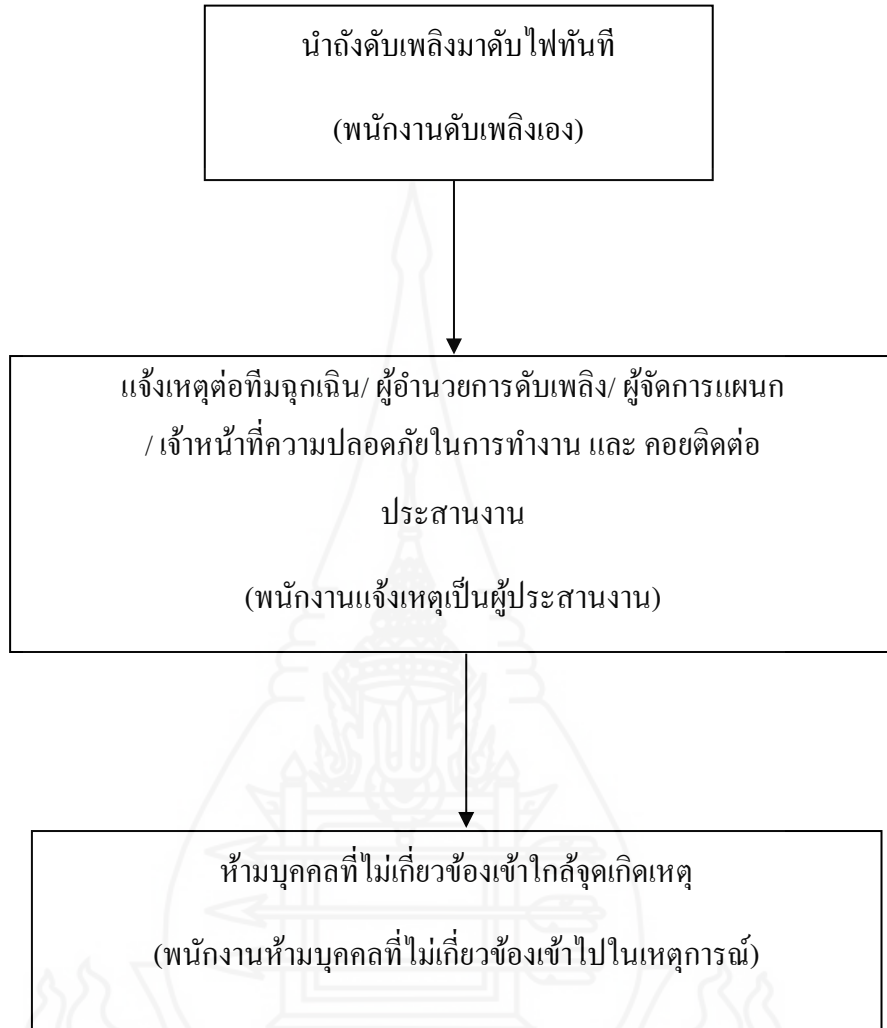 นำถังดับเพลิงมาดับไฟทันที
(พนักงานดับเพลิงเอง)
แจ้งเหตุต่อทีมฉุกเฉิน/ ผู้อำนวยการดับเพลิง/ ผู้จัดการแผนก
/ เจ้าหน้าที่ความปลอดภัยในการทำงาน และ คอยติดต่อ
ประสานงาน
(พนักงานแจ้งเหตุเป็นผู้ประสานงาน)
ห้ามบุคคลที่ไม่เกี่ยวข้องเข้าใกล้จุดเกิดเหตุ
(พนักงานห้ามบุคคลที่ไม่เกี่ยวข้องเข้าไปในเหตุการณ์)